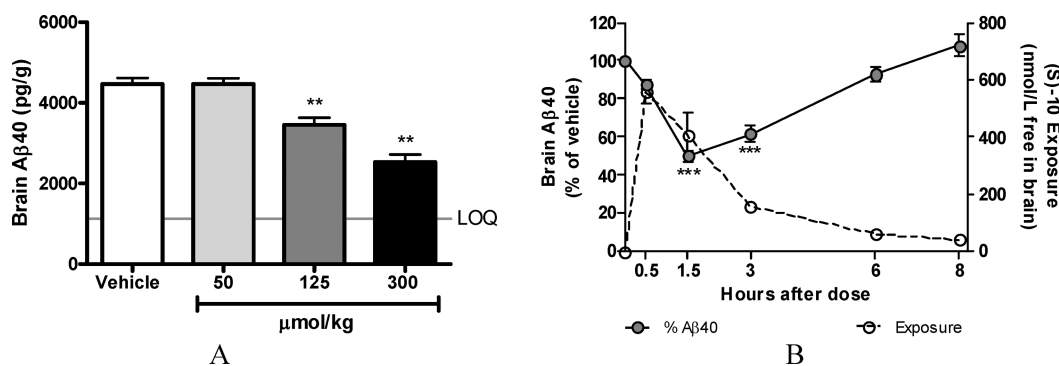 6000
4000
2000
0
Brain Aβ40 (pg/g)
**
**
LOQ
Vehicle 50 125 300
μmol/kg
A
120
100
80
60
40
20
0
Brain Aβ40
(% of vehicle)
***
***
800
600
400
200
0
(S)-10 Exposure
(nmol/L free in brain)
0.5 1.5 3 6 8
Hours after dose
% Aβ40 Exposure
B